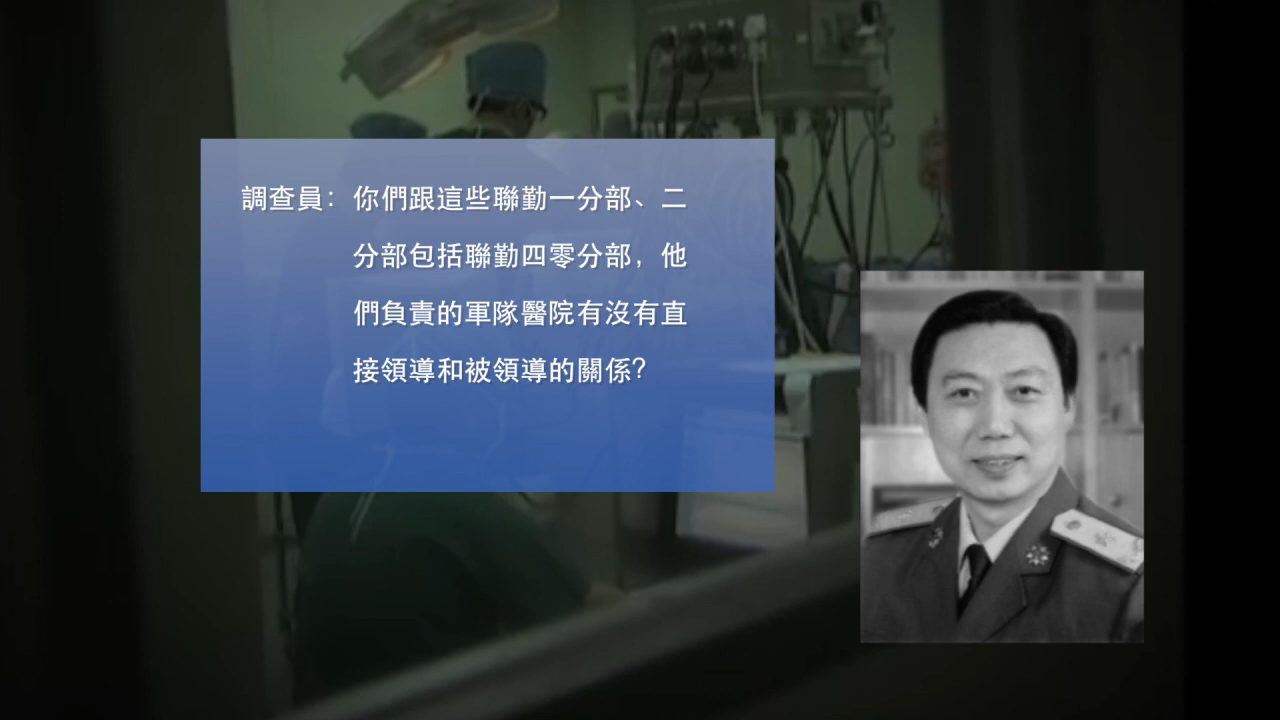 調查員：你們跟這些聯勤一分部、二
分部包括聯勤四零分部，他
們負責的軍隊醫院有沒有直
接領導和被領導的關係？